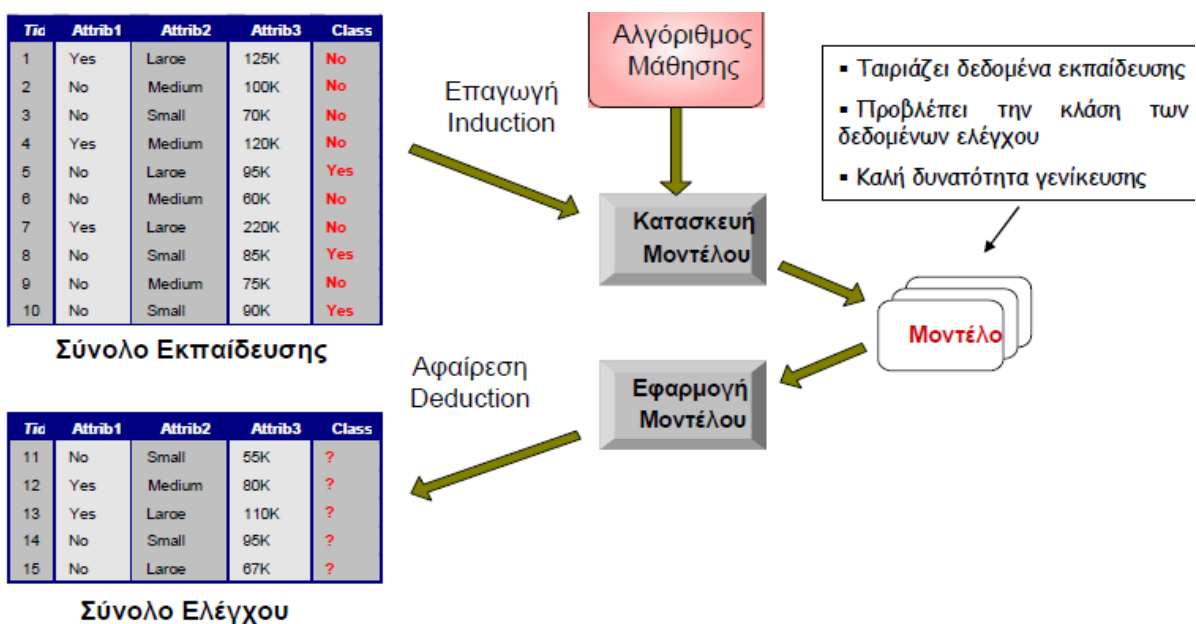 Tid Attrib1 Attrib2 Attrib3 Class
1 Yes Large 125K No
2 No Medium 100K No
3 No Small 70K No
4 Yes Medium 120K No
5 No Large 95K Yes
6 No Medium 60K No
7 Yes Large 220K No
8 No Small 85K Yes
9 No Medium 75K No
10 No Small 90K Yes
Σύνολο Εκπαίδευσης
Επαγωγή
Induction
Αλγόριθμος
Μάθησης
▪ Ταιριάζει δεδομένα εκπαίδευσης
▪ Προβλέπει την κλάση των
δεδομένων ελέγχου
▪ Καλή δυνατότητα γενίκευσης
Κατασκευή
Μοντέλου
Μοντέλο
Εφαρμογή
Μοντέλου
Αφαίρεση
Deduction
Tid Attrib1 Attrib2 Attrib3 Class
11 No Small 55K ?
12 Yes Medium 80K ?
13 Yes Large 110K ?
14 No Small 95K ?
15 No Large 67K ?
Σύνολο Ελέγχου